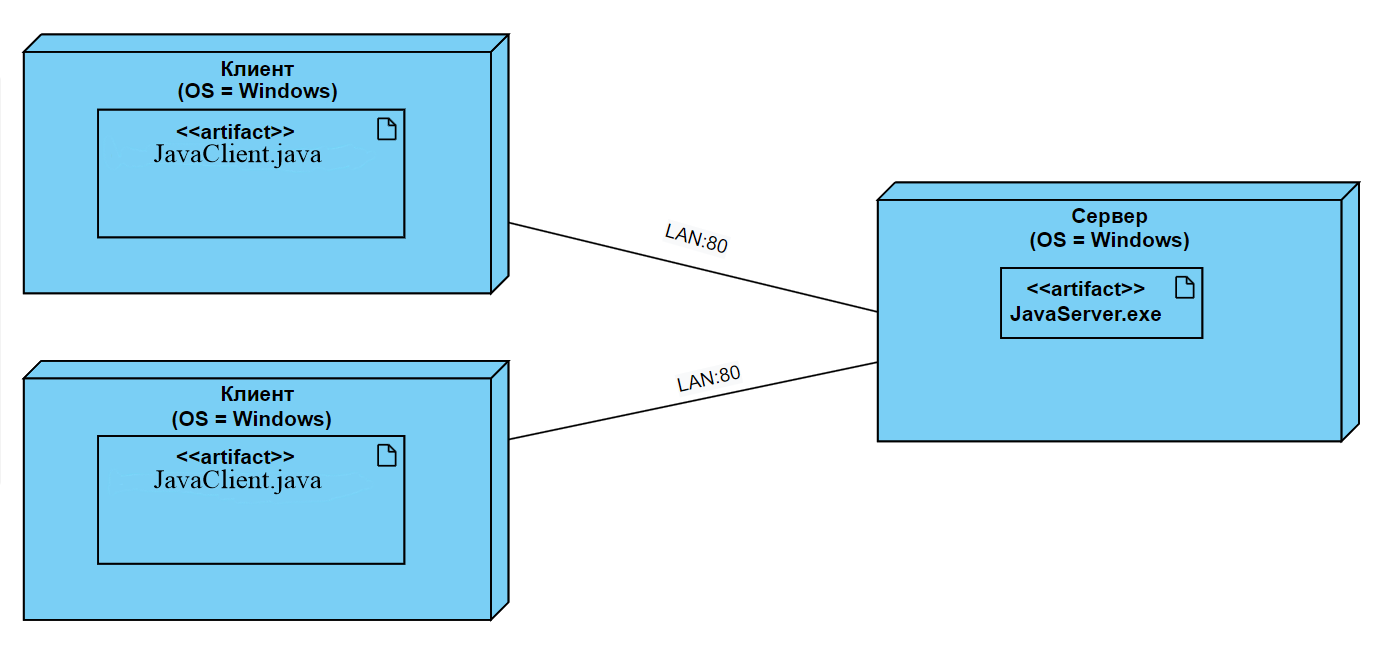 Клиент
(OS = Windows)
<<artifact>>
JavaClient.java
LAN:80
Сервер
(OS = Windows)
<<artifact>>
JavaServer.exe
LAN:80
Клиент
(OS = Windows)
<<artifact>>
JavaClient.java